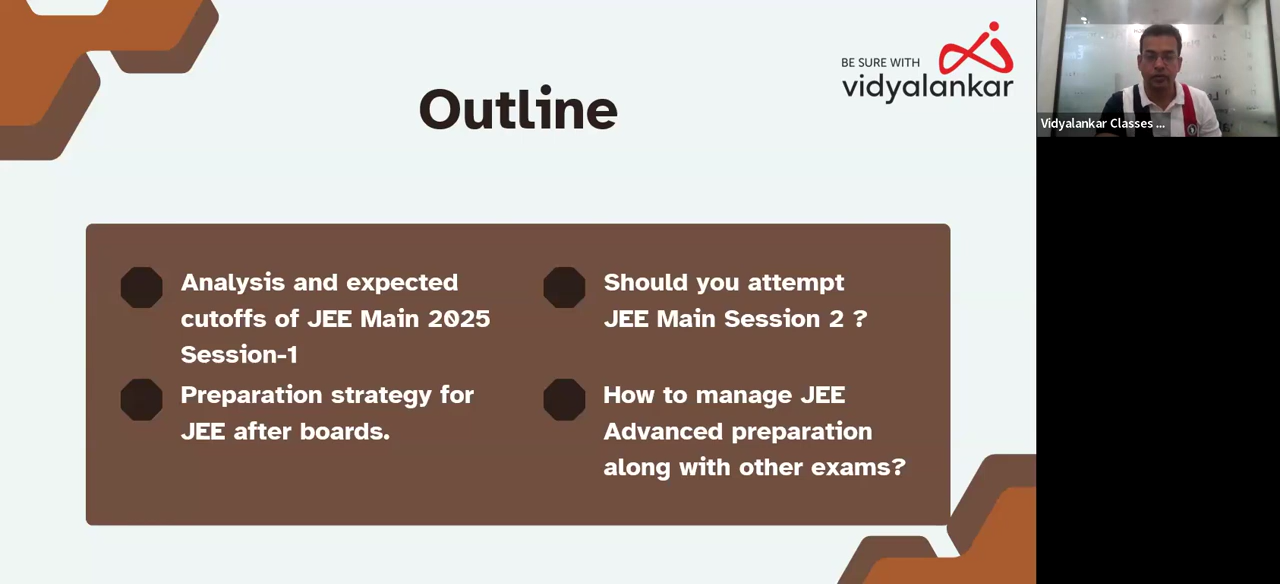 Outline
BE SURE WITH
vidyalankar
Analysis and expected
cutoffs of JEE Main 2025
Session-1
Should you attempt
JEE Main Session 2 ?
Preparation strategy for
JEE after boards.
How to manage JEE
Advanced preparation
along with other exams?
Vidyalankar Classes ...